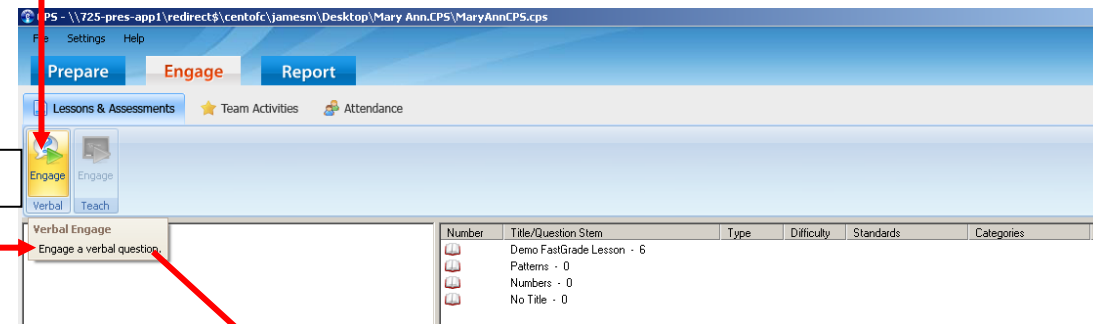 CPS - \\725-pres-app1\redirect$\centofc\jamesm\Desktop\Mary Ann.CPS\MaryAnnCPS.cps
File Settings Help
Prepare Engage Report
Lessons & Assessments Team Activities Attendance
Engage Engage
Verbal Teach
Verbal Engage
Engage a verbal question.
Number Title/Question Stem Type Difficulty Standards Categories
Demo FastGrade Lesson - 6
Patterns - 0
Numbers - 0
No Title - 0